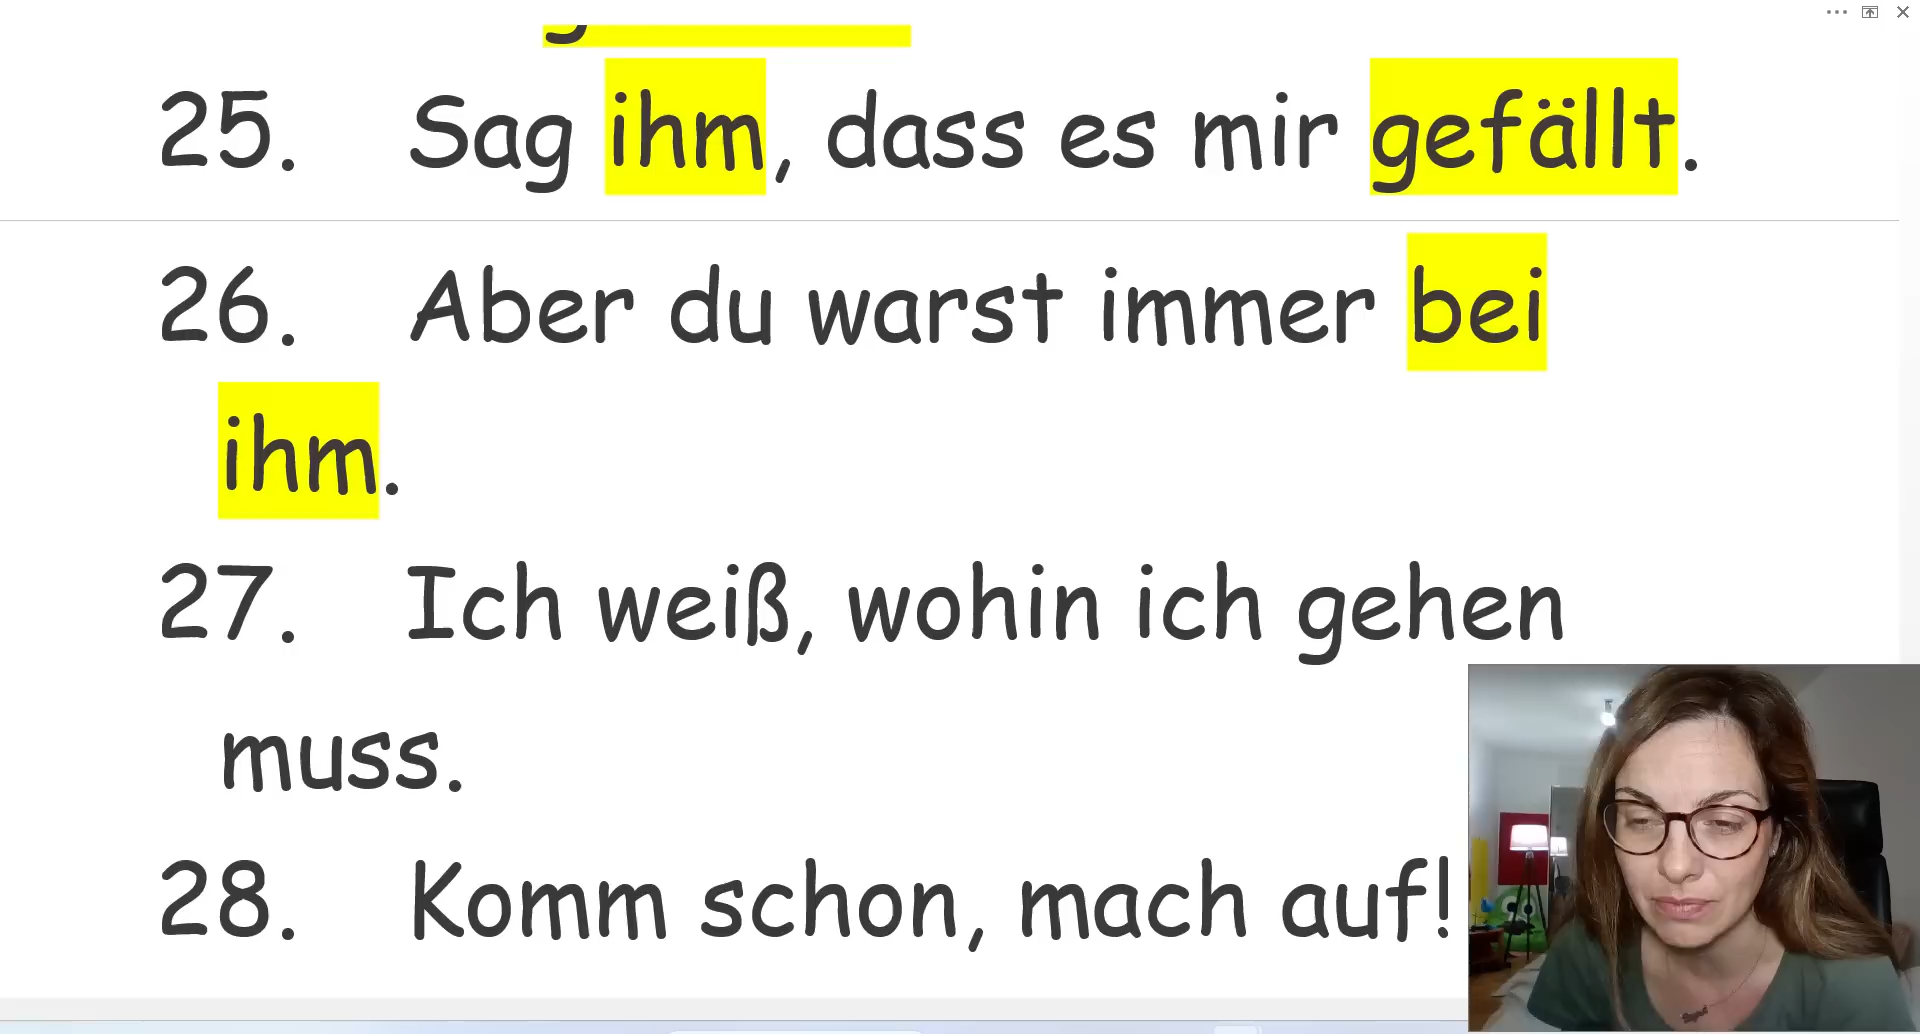 25. Sag ihm, dass es mir gefällt.
26. Aber du warst immer bei
ihm.
27. Ich weiß, wohin ich gehen
muss.
28. Komm schon, mach auf!